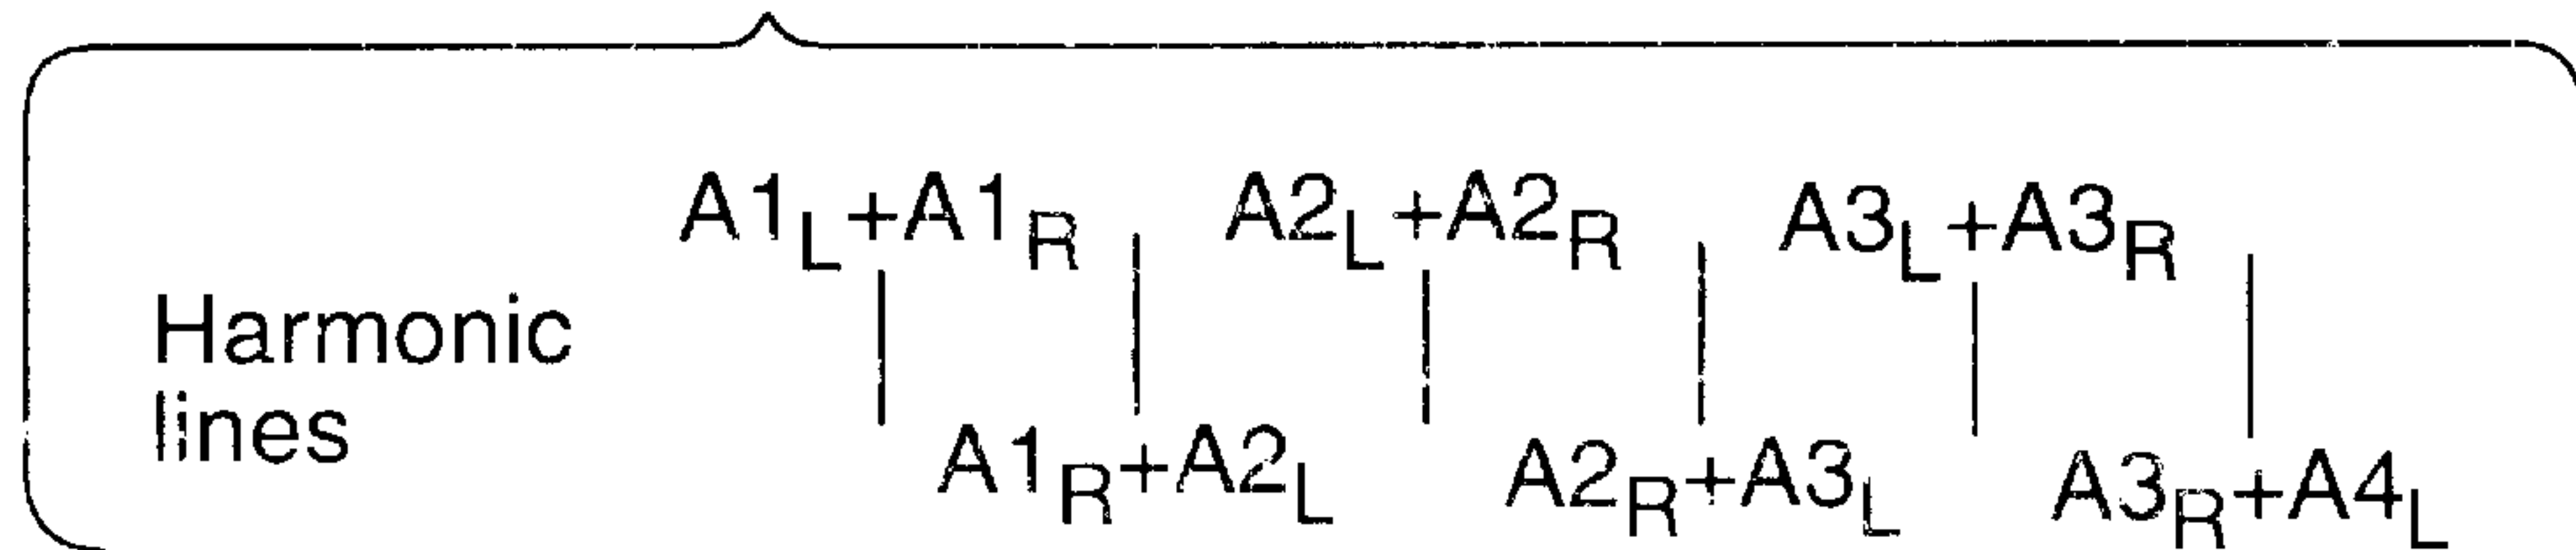 A1L+A1R A2L+A2R A3L+A3R
Harmonic
lines
A1R+A2L A2R+A3L A3R+A4L